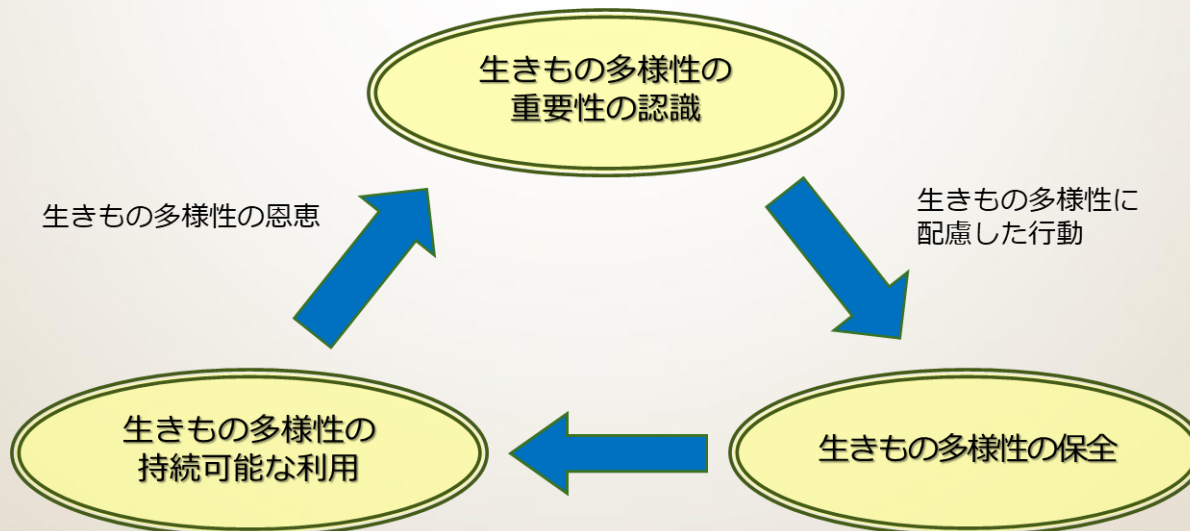 生きもの多様性の
重要性の認識
生きもの多様性の恩恵
生きもの多様性に
配慮した行動
生きもの多様性の
持続可能な利用
生きもの多様性の保全